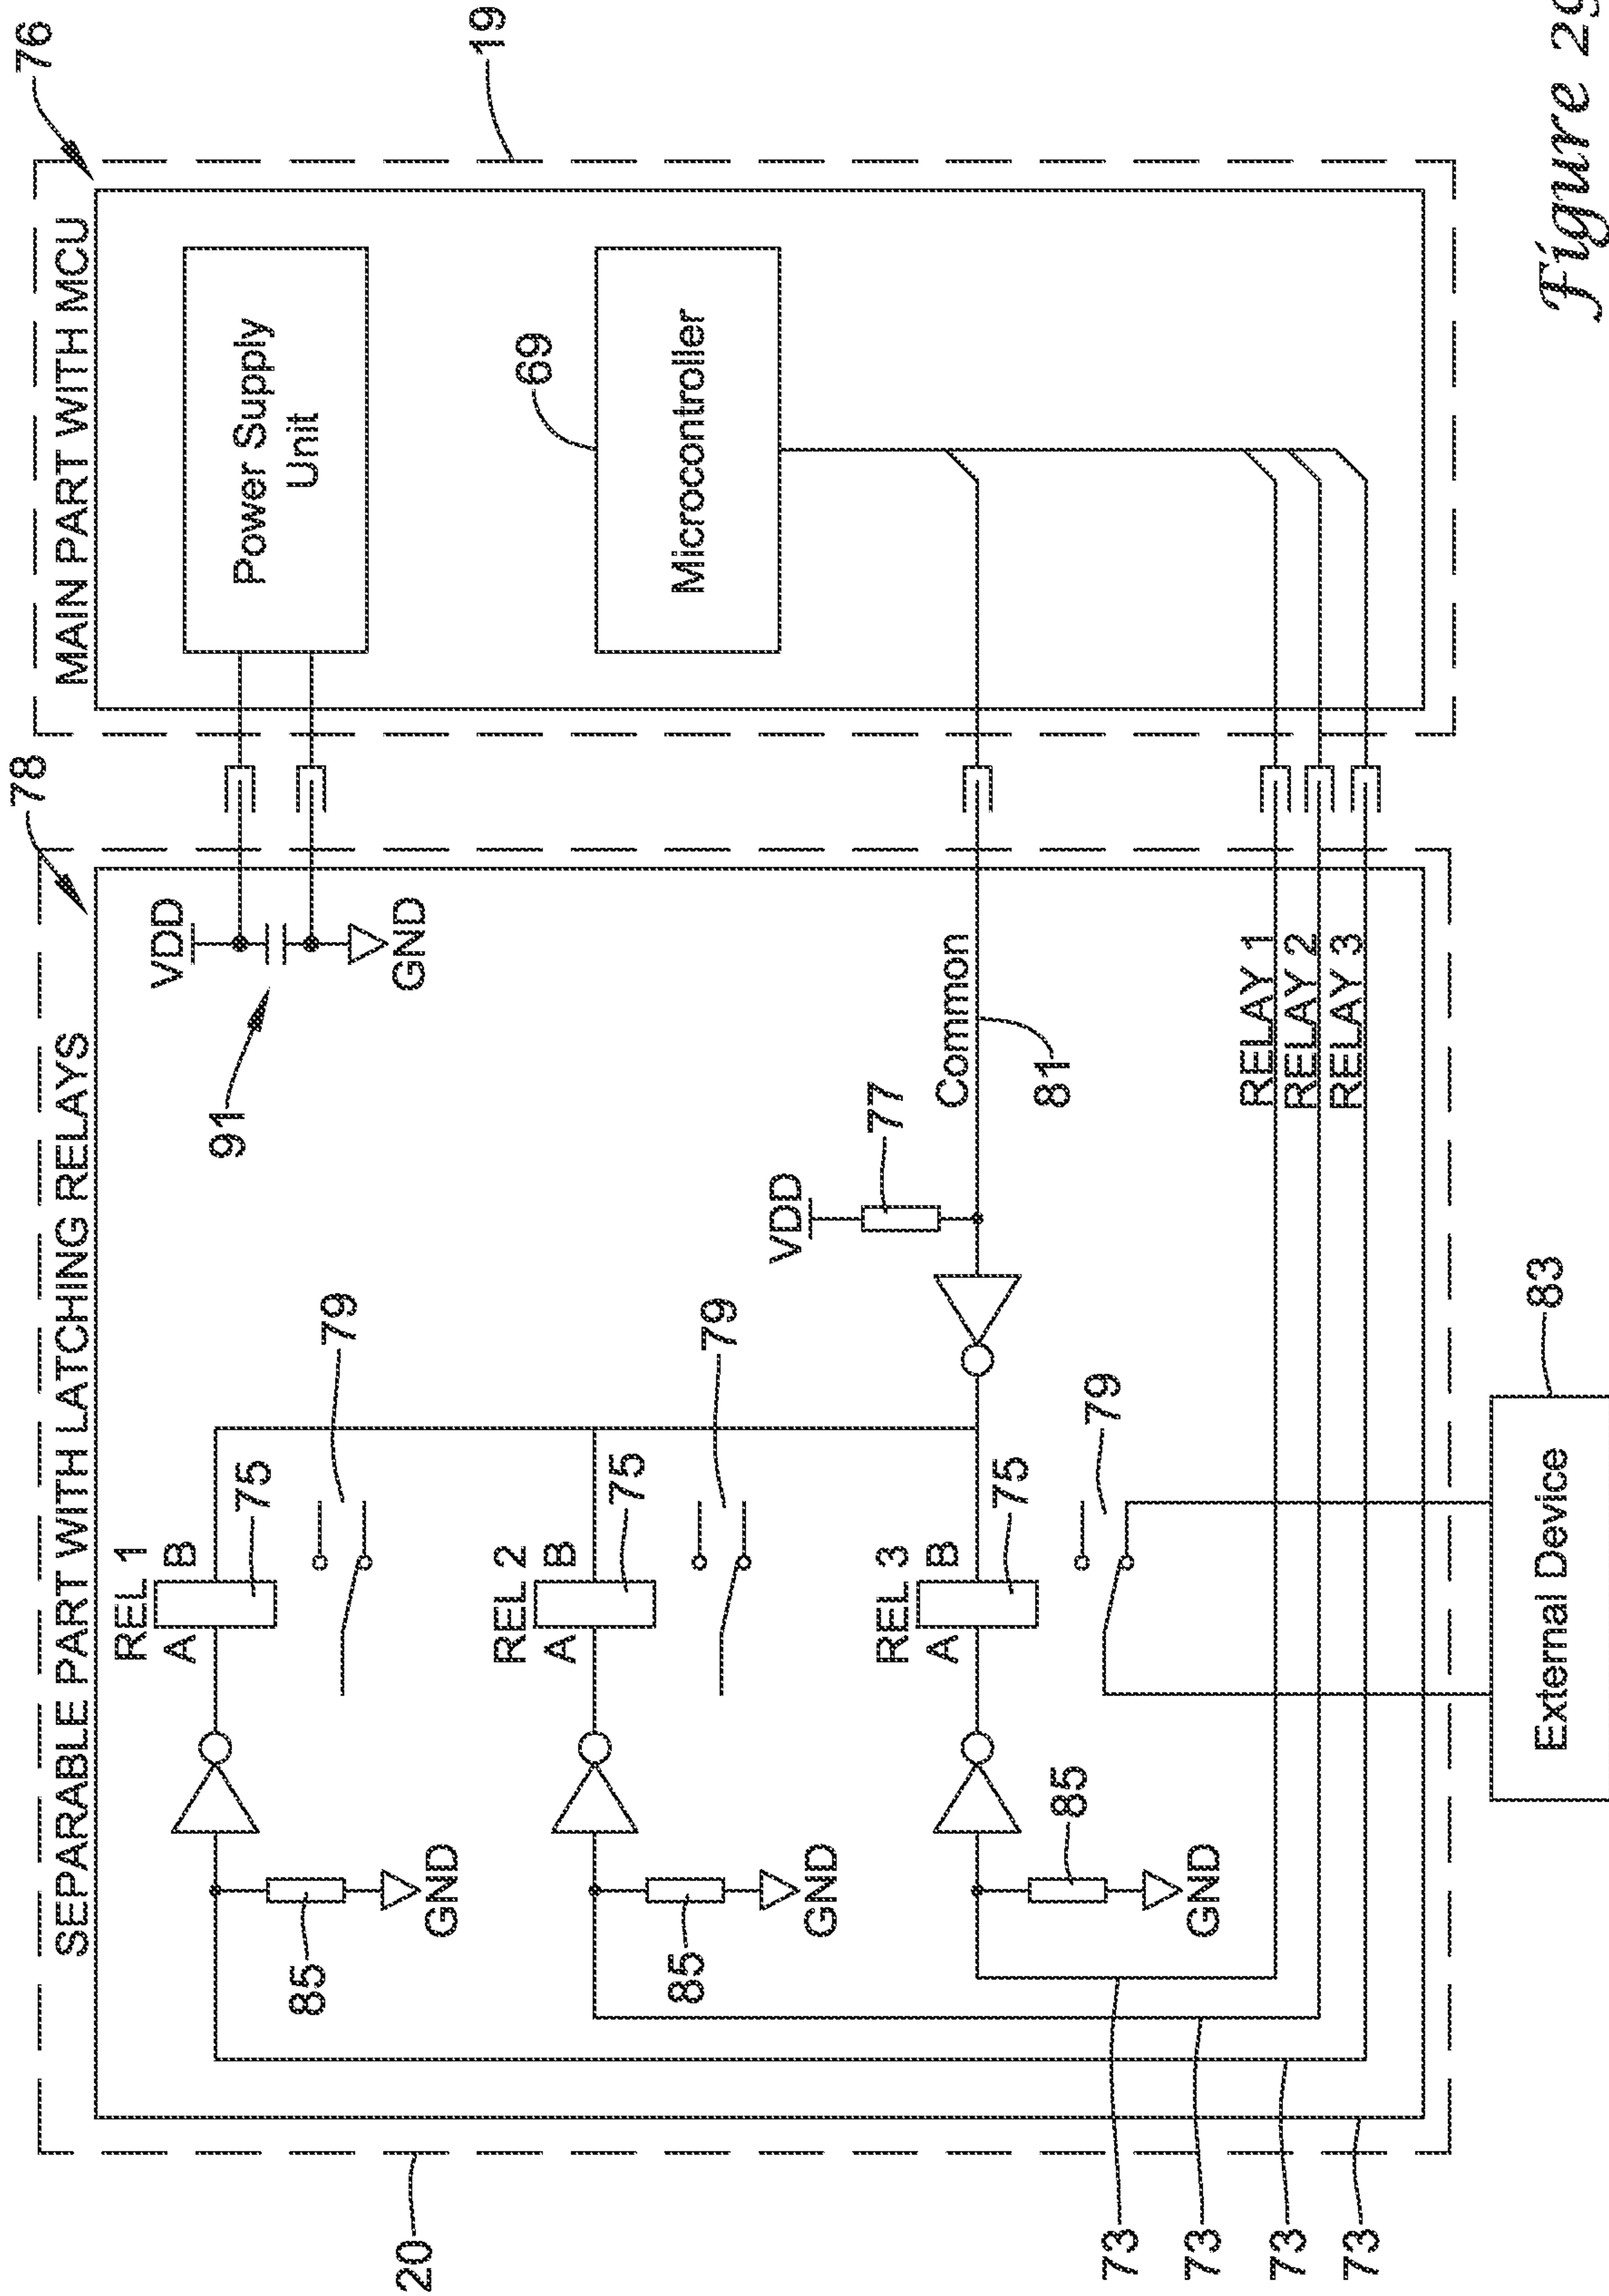 78
76
SEPARABLE PART WITH LATCHING RELAYS
MAIN PART WITH MCU
REL 1
A B
VDD
91
75
Power Supply
Unit
85
79
20
GND
GND
19
REL 2
A B
69
75
85
79
Microcontroller
VDD
GND
77
REL 3
A B
Common
75
81
85
79
73
GND
73
RELAY 1
73
RELAY 2
73
RELAY 3
External Device
83
Figure 29